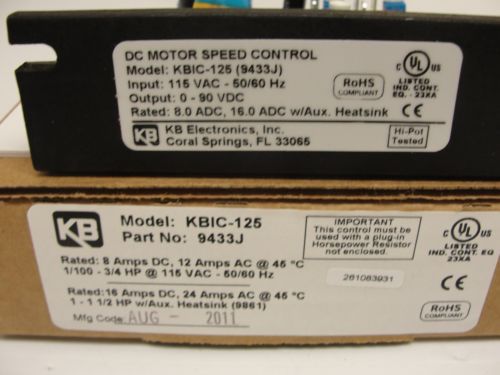 DC MOTOR SPEED CONTROL
Model: KBIC-125 (9433J)
Input: 115 VAC - 50/60 Hz
Output: 0 - 90 VDC
Rated: 8.0 ADC, 16.0 ADC w/Aux. Heatsink
KB
KB Electronics, Inc.
Coral Springs, FL 33065
RoHS
COMPLIANT
C UL US
LISTED
IND. CONT.
EQ. - 23XA
CE
Hi-Pot
Tested
KB
Model: KBIC-125
Part No: 9433J
Rated: 8 Amps DC, 12 Amps AC @ 45 °C
1/100 - 3/4 HP @ 115 VAC - 50/60 Hz
Rated: 16 Amps DC, 24 Amps AC @ 45 °C
1 - 1 1/2 HP w/Aux. Heatsink (9861)
Mfg Code: AUG - 2011
IMPORTANT
This control must be
used with a plug-in
Horsepower Resistor
not enclosed.
261083931
C UL US
LISTED
IND. CONT. EQ
23XA
CE
RoHS
COMPLIANT